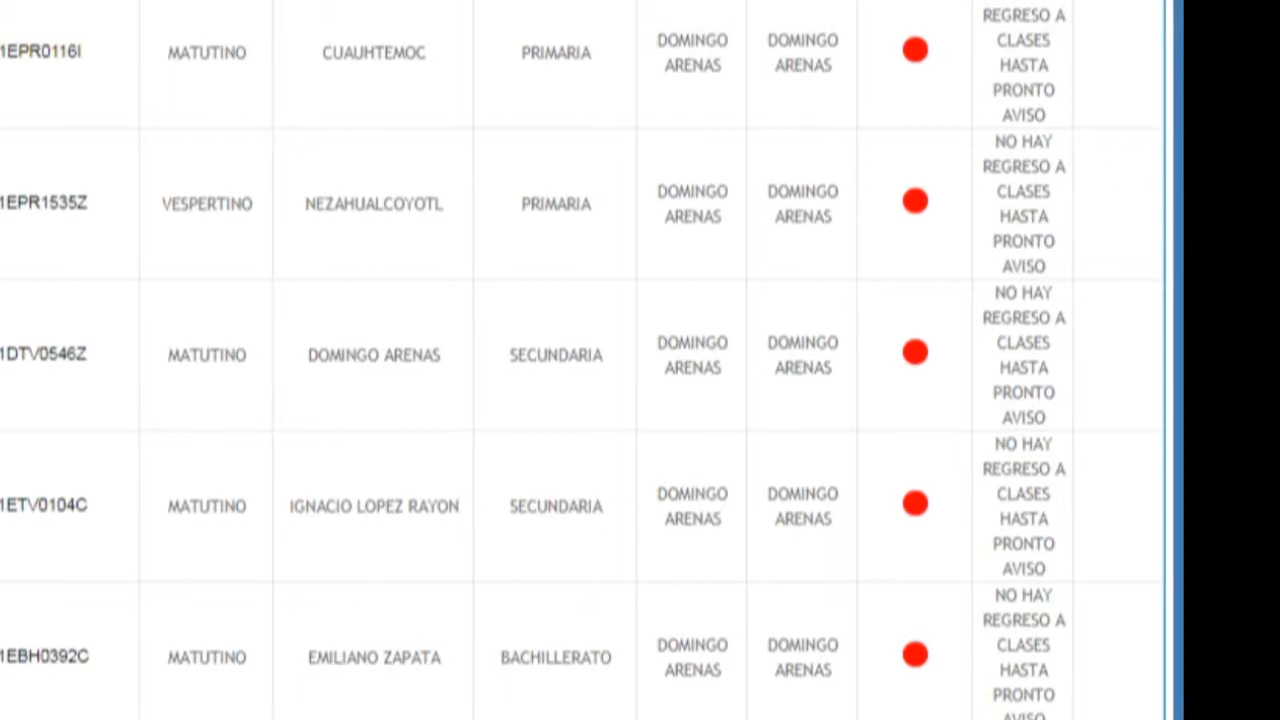 REGRESO A
CLASES
HASTA
PRONTO
AVISO
1EPR0116I
MATUTINO
CUAUHTEMOC
PRIMARIA
DOMINGO
ARENAS
DOMINGO
ARENAS
NO HAY
REGRESO A
CLASES
HASTA
PRONTO
AVISO
1EPR1535Z
VESPERTINO
NEZAHUALCOYOTL
PRIMARIA
DOMINGO
ARENAS
DOMINGO
ARENAS
NO HAY
REGRESO A
CLASES
HASTA
PRONTO
AVISO
1DTV0546Z
MATUTINO
DOMINGO ARENAS
SECUNDARIA
DOMINGO
ARENAS
DOMINGO
ARENAS
NO HAY
REGRESO A
CLASES
HASTA
PRONTO
AVISO
1ETV0104C
MATUTINO
IGNACIO LOPEZ RAYON
SECUNDARIA
DOMINGO
ARENAS
DOMINGO
ARENAS
NO HAY
REGRESO A
CLASES
HASTA
PRONTO
AVISO
1EBH0392C
MATUTINO
EMILIANO ZAPATA
BACHILLERATO
DOMINGO
ARENAS
DOMINGO
ARENAS